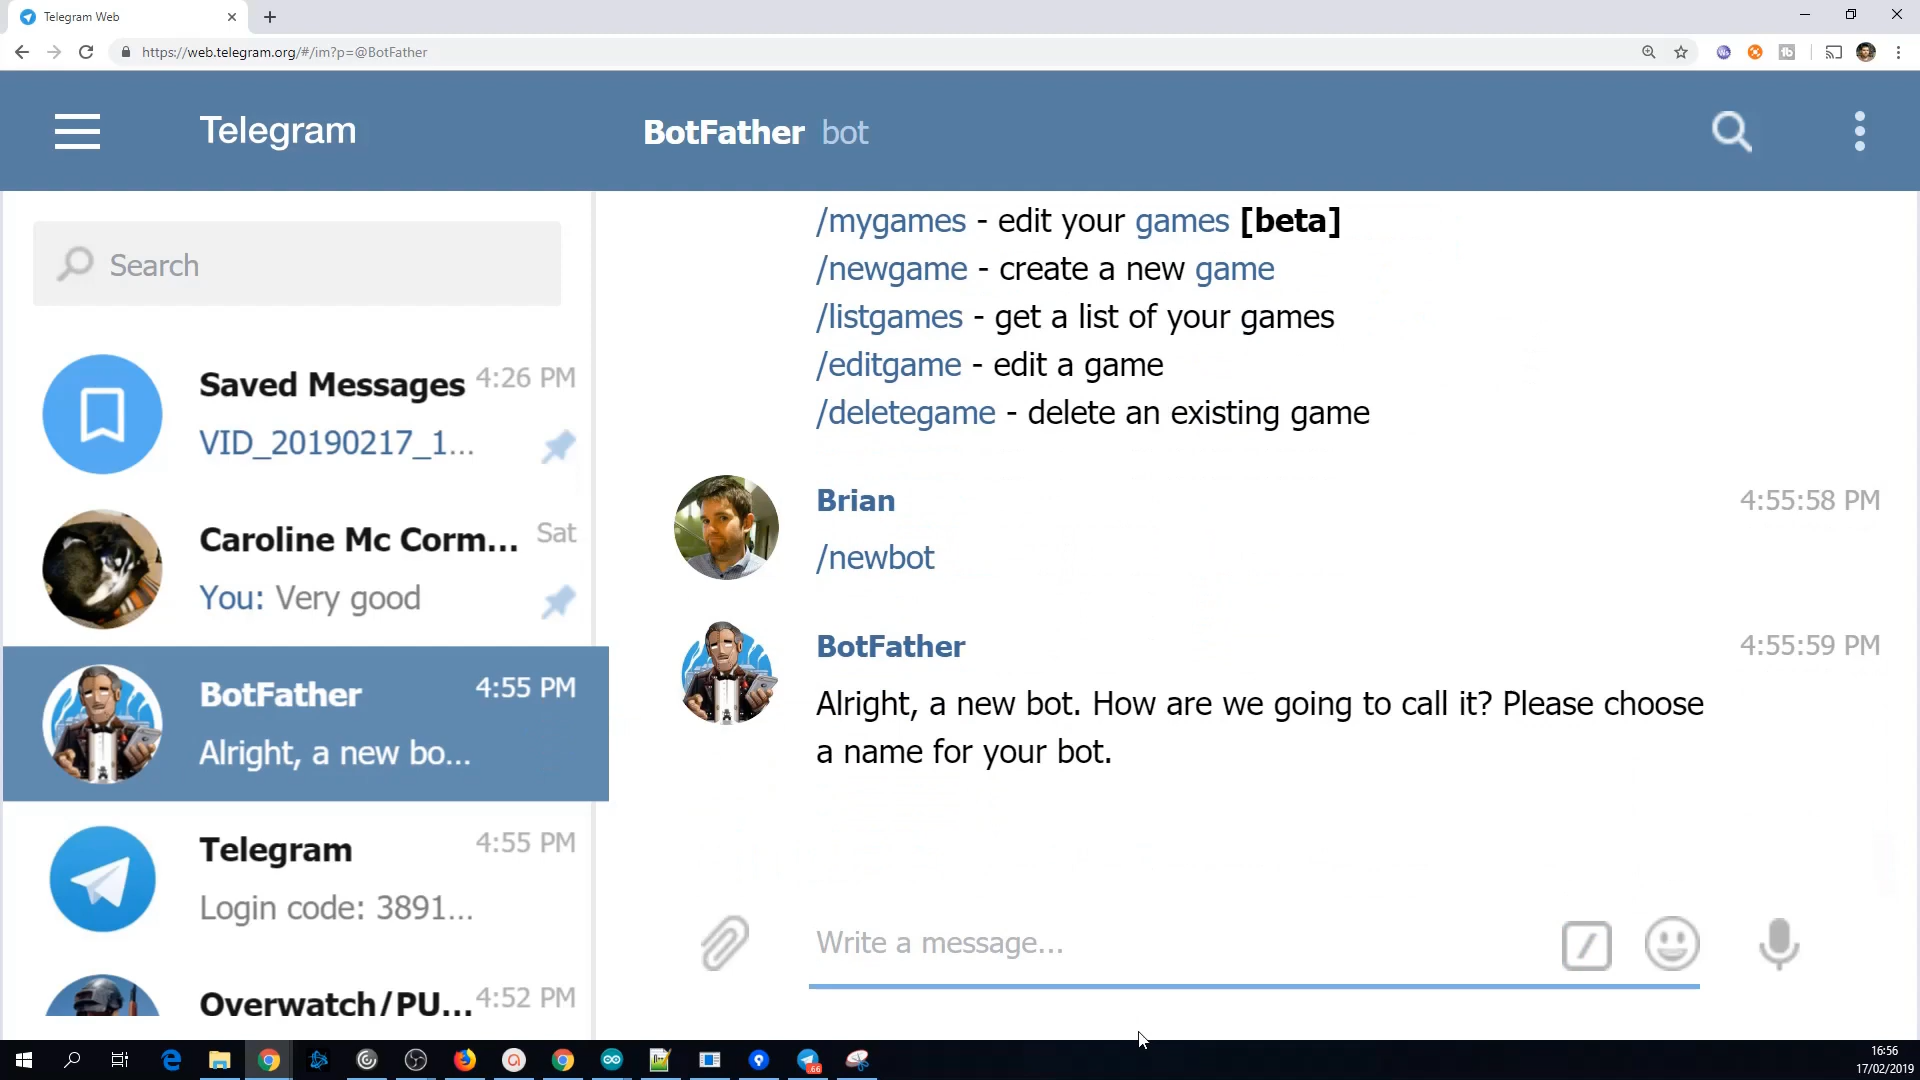 Telegram Web
https://web.telegram.org/#/im?p=@BotFather
Telegram
BotFather bot
Search
Saved Messages 4:26 PM
VID_20190217_1...
Caroline Mc Corm... Sat
You: Very good
BotFather 4:55 PM
Alright, a new bo...
Telegram 4:55 PM
Login code: 3891...
Overwatch/PU... 4:52 PM
/mygames - edit your games [beta]
/newgame - create a new game
/listgames - get a list of your games
/editgame - edit a game
/deletegame - delete an existing game
Brian 4:55:58 PM
/newbot
BotFather 4:55:59 PM
Alright, a new bot. How are we going to call it? Please choose
a name for your bot.
Write a message...
16:56
17/02/2019